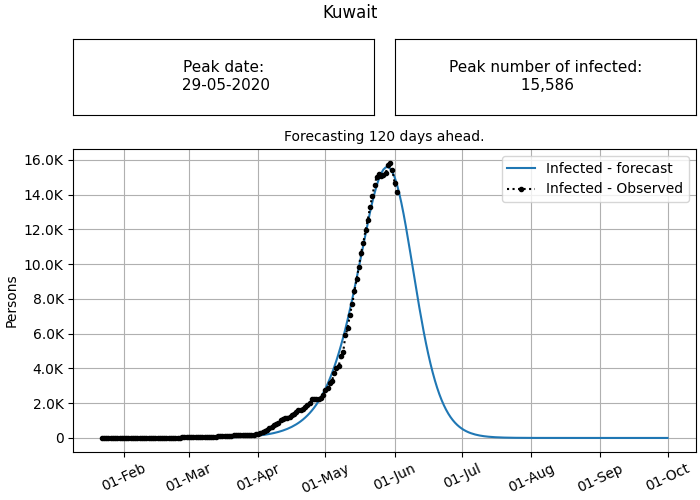 Kuwait
Peak date:
29-05-2020
Peak number of infected:
15,586
Forecasting 120 days ahead.
Infected - forecast
Infected - Observed
Persons
16.0K
14.0K
12.0K
10.0K
8.0K
6.0K
4.0K
2.0K
0
01-Feb
01-Mar
01-Apr
01-May
01-Jun
01-Jul
01-Aug
01-Sep
01-Oct